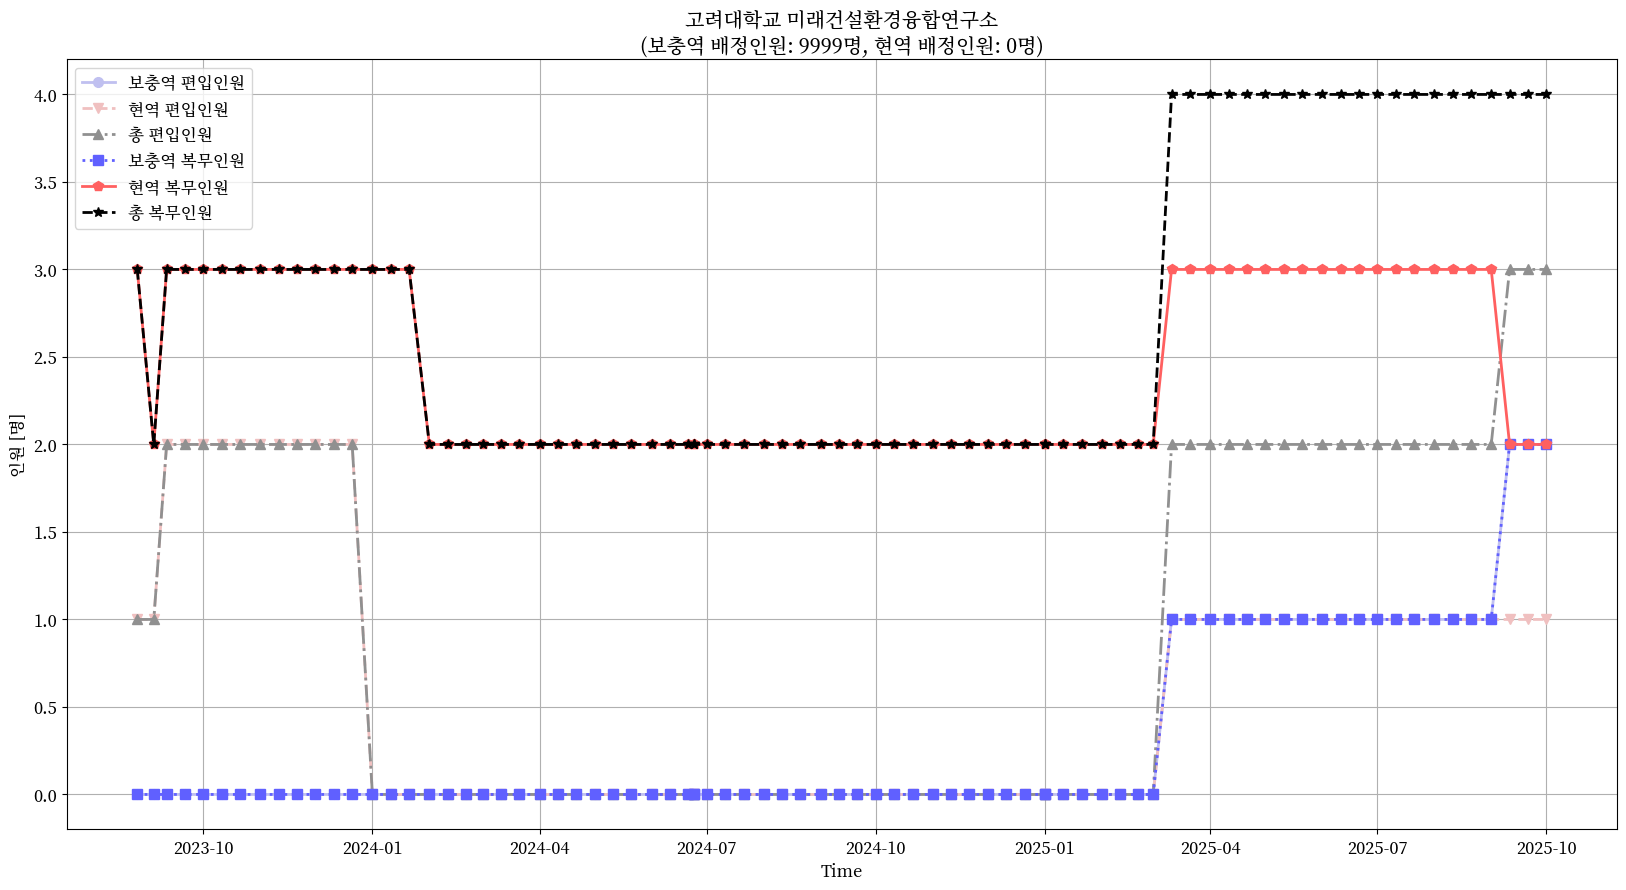 고려대학교 미래건설환경융합연구소
(보충역 배정인원: 9999명, 현역 배정인원: 0명)
보충역 편입인원
현역 편입인원
총 편입인원
보충역 복무인원
현역 복무인원
총 복무인원
4.0
3.5
3.0
2.5
2.0
1.5
1.0
0.5
0.0
인원 [명]
2023-10
2024-01
2024-04
2024-07
2024-10
2025-01
2025-04
2025-07
2025-10
Time